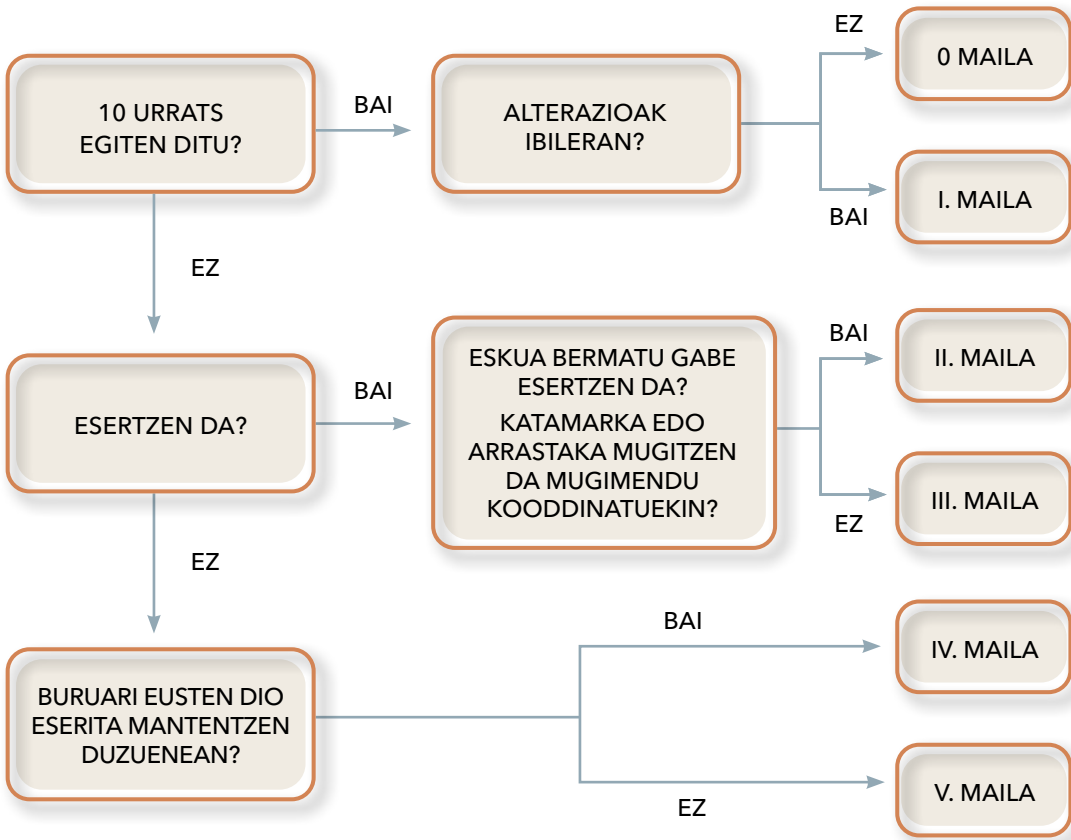 10 URRATS
EGITEN DITU?
BAI
ALTERAZIOAK
IBILERAN?
EZ
0 MAILA
BAI
I. MAILA
EZ
ESERTZEN DA?
BAI
ESKUA BERMATU GABE
ESERTZEN DA?
KATAMARKA EDO
ARRASTAKA MUGITZEN
DA MUGIMENDU
KOODDINATUEKIN?
BAI
II. MAILA
EZ
III. MAILA
EZ
BURUARI EUSTEN DIO
ESERITA MANTENTZEN
DUZUENEAN?
BAI
IV. MAILA
EZ
V. MAILA